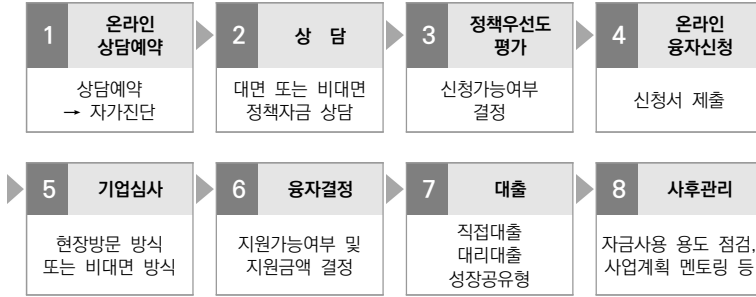 1 온라인
상담예약
상담예약
→ 자가진단
2 상 담
대면 또는 비대면
정책자금 상담
3 정책우선도
평가
신청가능여부
결정
4 온라인
융자신청
신청서 제출
5 기업심사
현장방문 방식
또는 비대면 방식
6 융자결정
지원가능여부 및
지원금액 결정
7 대출
직접대출
대리대출
성장공유형
8 사후관리
자금사용 용도 점검,
사업계획 멘토링 등